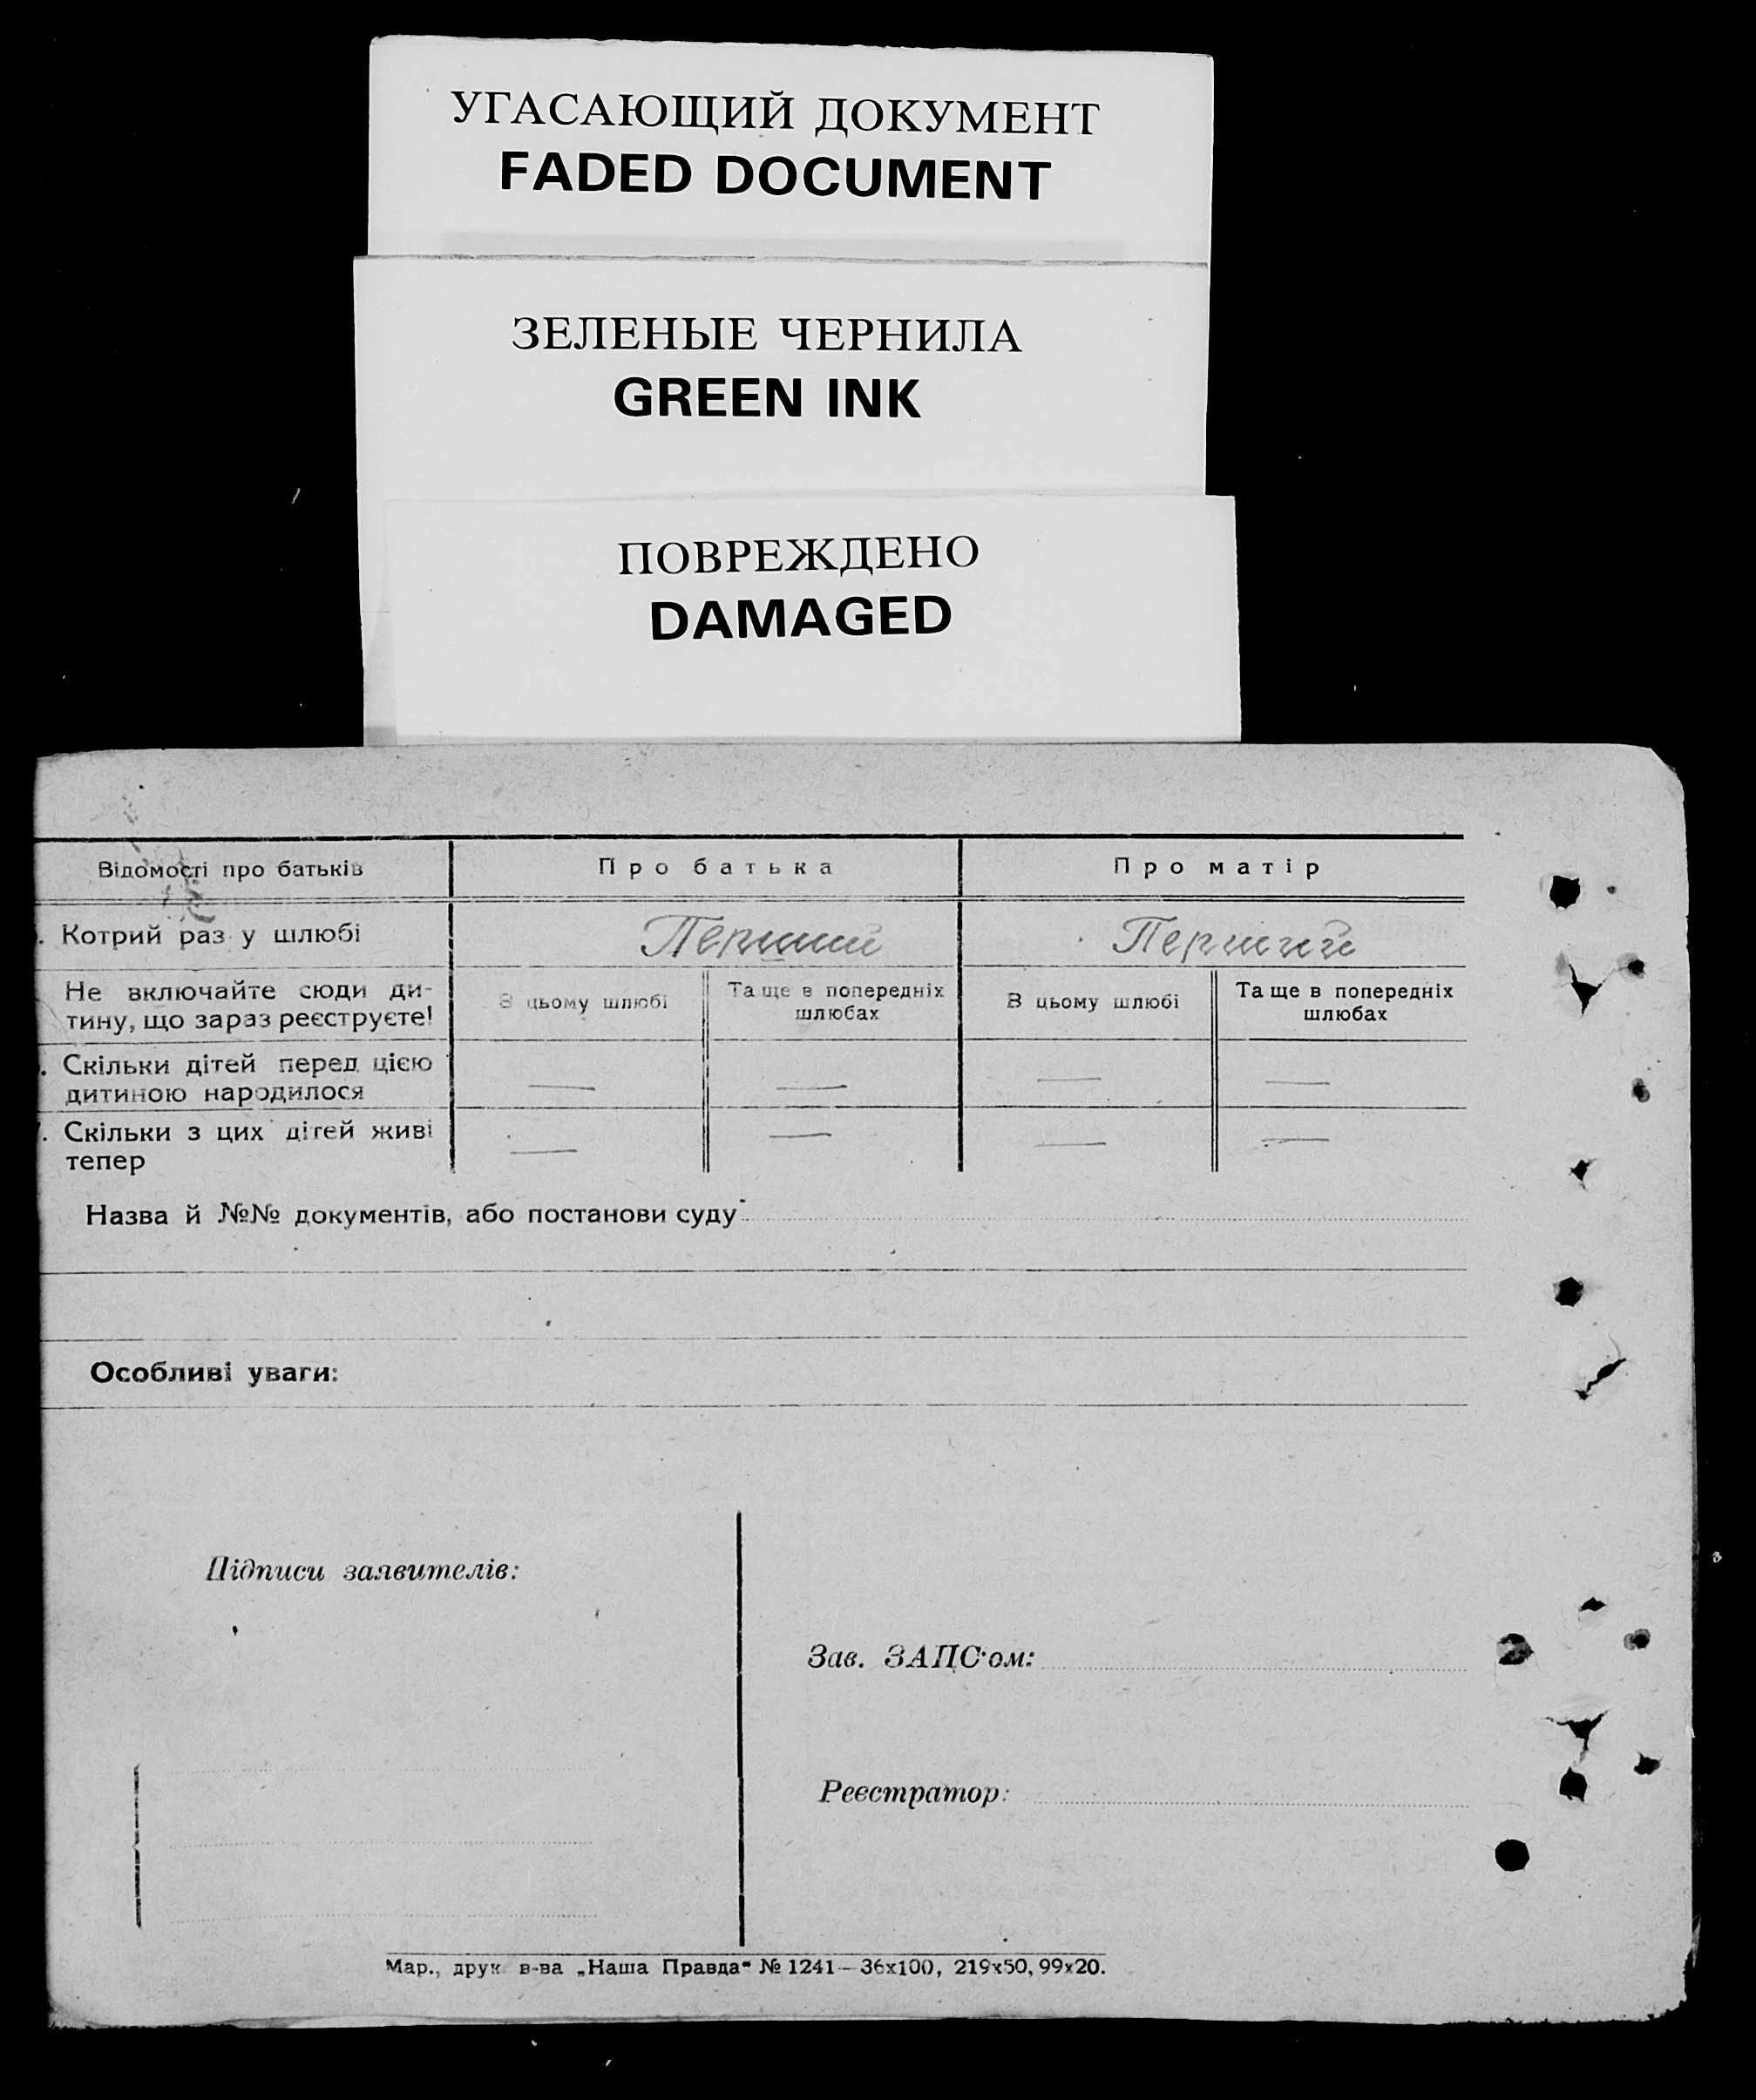 УГАСАЮЩИЙ ДОКУМЕНТ
FADED DOCUMENT
ЗЕЛЕНЫЕ ЧЕРНИЛА
GREEN INK
ПОВРЕЖДЕНО
DAMAGED
Відомості про батьків
Про батька
Про матір
. Котрий раз у шлюбі
Перший
Перший
Не включайте сюди ди-
тину, що зараз реєструєте!
В цьому шлюбі
Та ще в попередніх
шлюбах
В цьому шлюбі
Та ще в попередніх
шлюбах
. Скільки дітей перед цією
дитиною народилося
—
—
—
—
. Скільки з цих дітей живі
тепер
—
—
—
—
Назва й №№ документів, або постанови суду
Особливі уваги:
Підписи заявителів:
Зав. ЗАПС'ом:
Реєстратор:
Мар., друк. в-ва „Наша Правда“ № 1241—36х100, 219х50, 99х20.